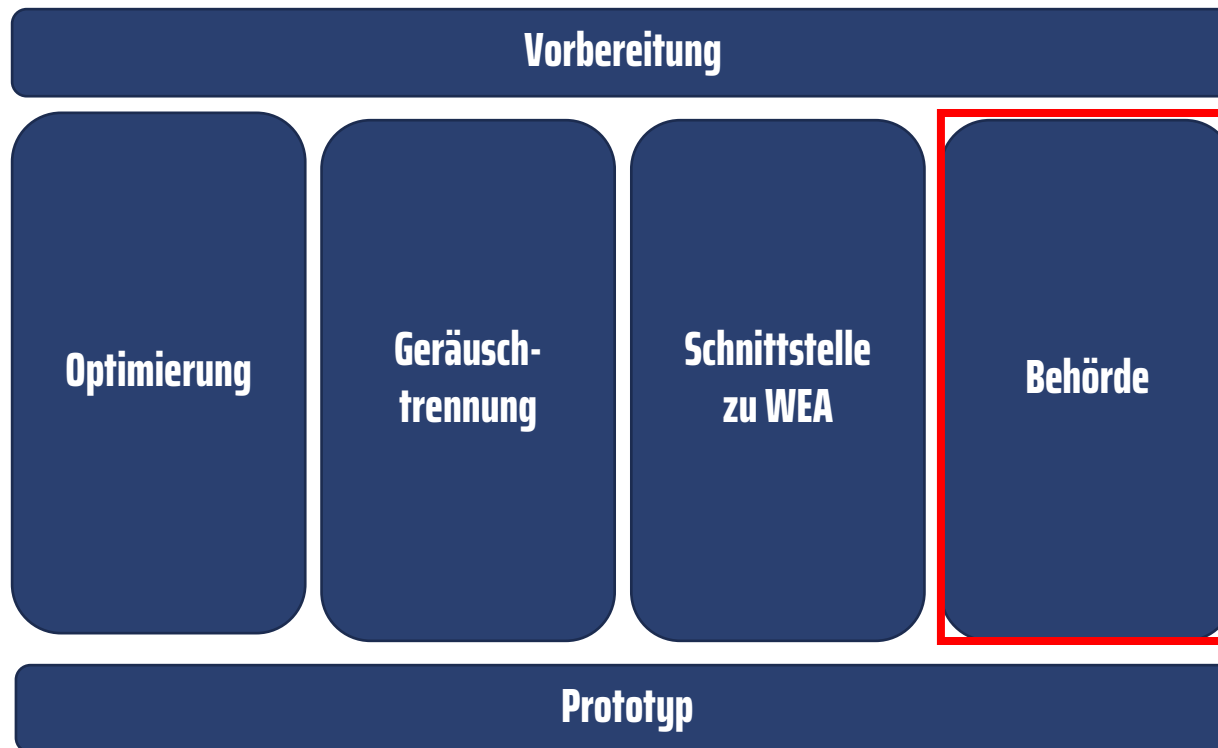 Vorbereitung
Optimierung
Geräusch-
trennung
Schnittstelle
zu WEA
Behörde
Prototyp